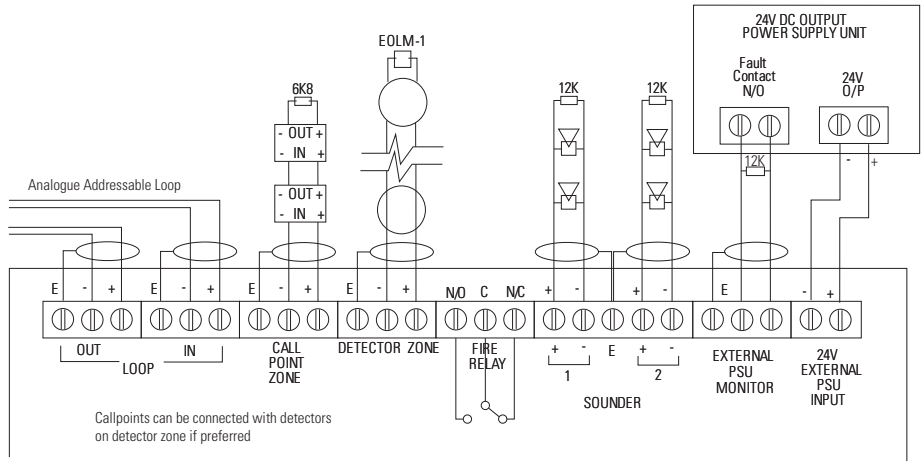 24V DC OUTPUT
POWER SUPPLY UNIT
Fault
Contact
N/O
24V
O/P
- +
EOLM-1
6K8
12K
12K
12K
- OUT +
- IN +
- OUT +
- IN +
Analogue Addressable Loop
E - +
E - +
E - +
E - +
N/O C N/C
+ -
+ -
E
- +
OUT
IN
LOOP
CALL
POINT
ZONE
DETECTOR ZONE
FIRE
RELAY
+ - E + -
1
2
SOUNDER
EXTERNAL
PSU
MONITOR
24V
EXTERNAL
PSU
INPUT
Callpoints can be connected with detectors
on detector zone if preferred